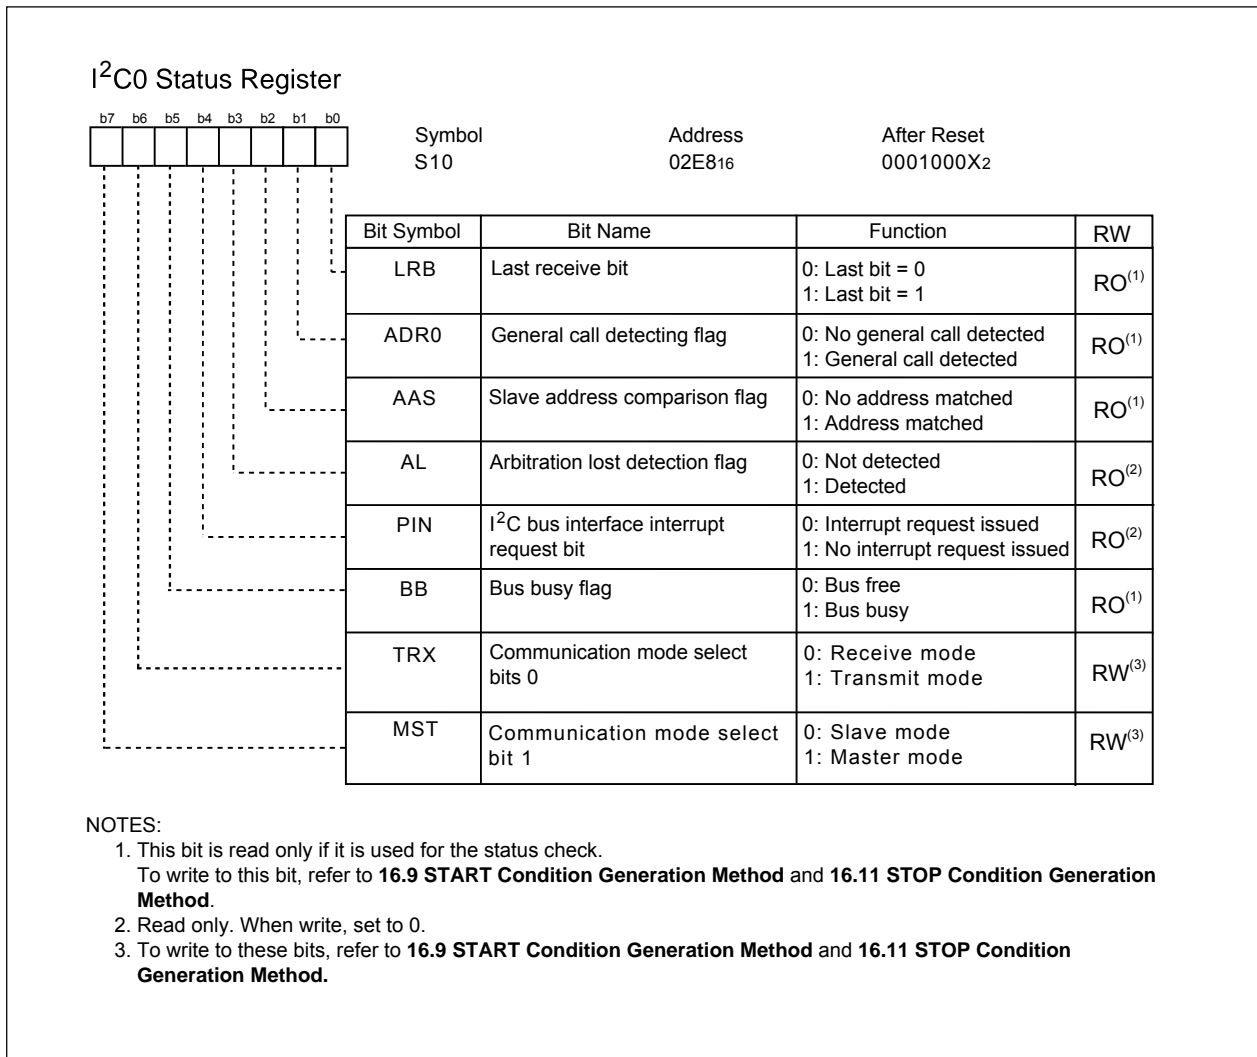 I2C0 Status Register
b7 b6 b5 b4 b3 b2 b1 b0
Symbol Address After Reset
S10 02E816 0001000X2
Bit Symbol Bit Name Function RW
LRB Last receive bit 0: Last bit = 0
1: Last bit = 1 RO(1)
ADR0 General call detecting flag 0: No general call detected
1: General call detected RO(1)
AAS Slave address comparison flag 0: No address matched
1: Address matched RO(1)
AL Arbitration lost detection flag 0: Not detected
1: Detected RO(2)
PIN I2C bus interface interrupt 0: Interrupt request issued
request bit 1: No interrupt request issued RO(2)
BB Bus busy flag 0: Bus free
1: Bus busy RO(1)
TRX Communication mode select 0: Receive mode
bits 0 1: Transmit mode RW(3)
MST Communication mode select 0: Slave mode
bit 1 1: Master mode RW(3)
NOTES:
1. This bit is read only if it is used for the status check.
To write to this bit, refer to 16.9 START Condition Generation Method and 16.11 STOP Condition Generation
Method.
2. Read only. When write, set to 0.
3. To write to these bits, refer to 16.9 START Condition Generation Method and 16.11 STOP Condition
Generation Method.